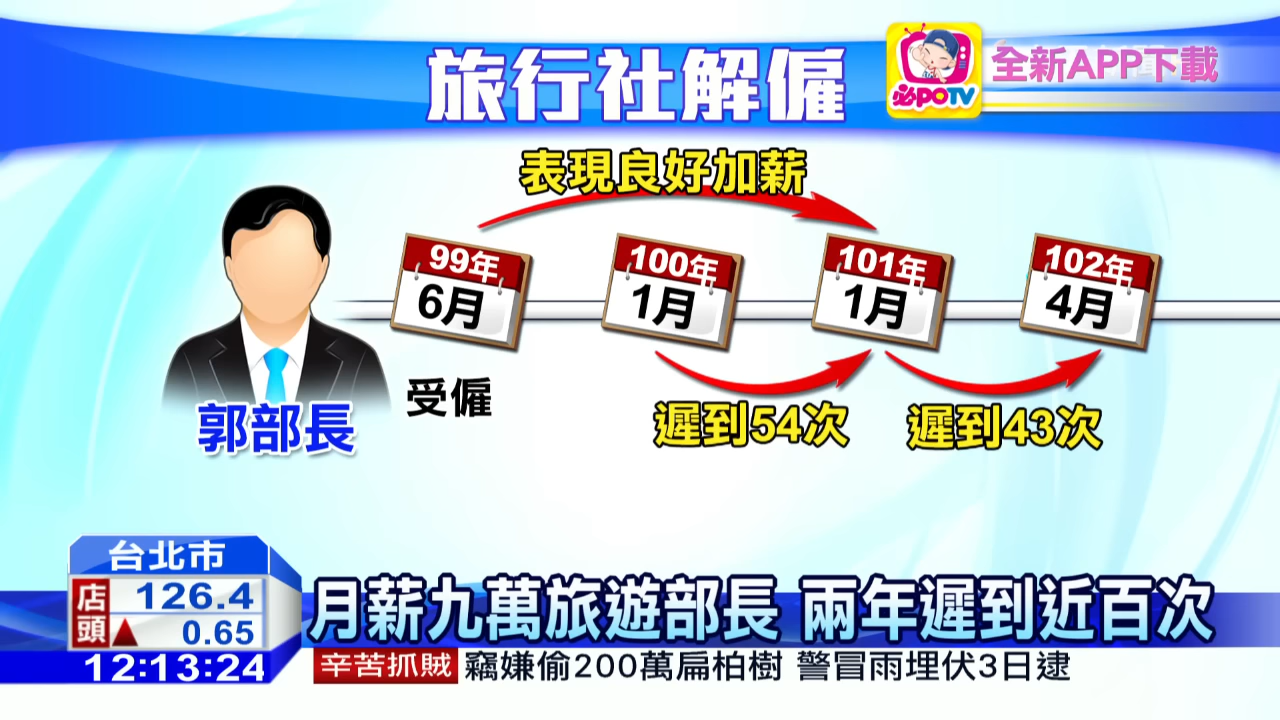 旅行社解僱
必POTV
全新APP下載
表現良好加薪
99年
6月
100年
1月
101年
1月
102年
4月
受僱
郭部長
遲到54次
遲到43次
台北市
店頭
126.4
▲ 0.65
12:13:24
月薪九萬旅遊部長 兩年遲到近百次
辛苦抓賊 竊嫌偷200萬扁柏樹 警冒雨埋伏3日逮